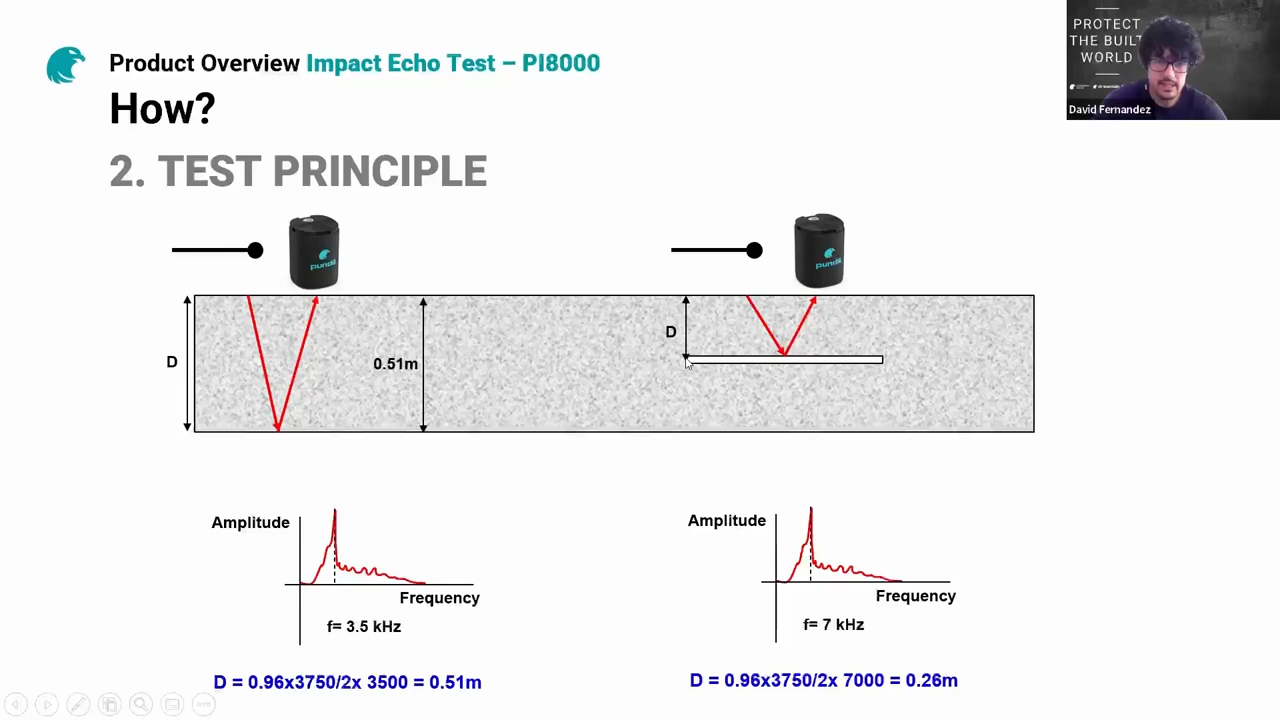 Product Overview Impact Echo Test – PI8000
How?
2. TEST PRINCIPLE
PROTECT
THE BUILT
WORLD
David Fernandez
pundit
pundit
D
0.51m
D
Amplitude
Frequency
f= 3.5 kHz
D = 0.96x3750/2x 3500 = 0.51m
Amplitude
Frequency
f= 7 kHz
D = 0.96x3750/2x 7000 = 0.26m